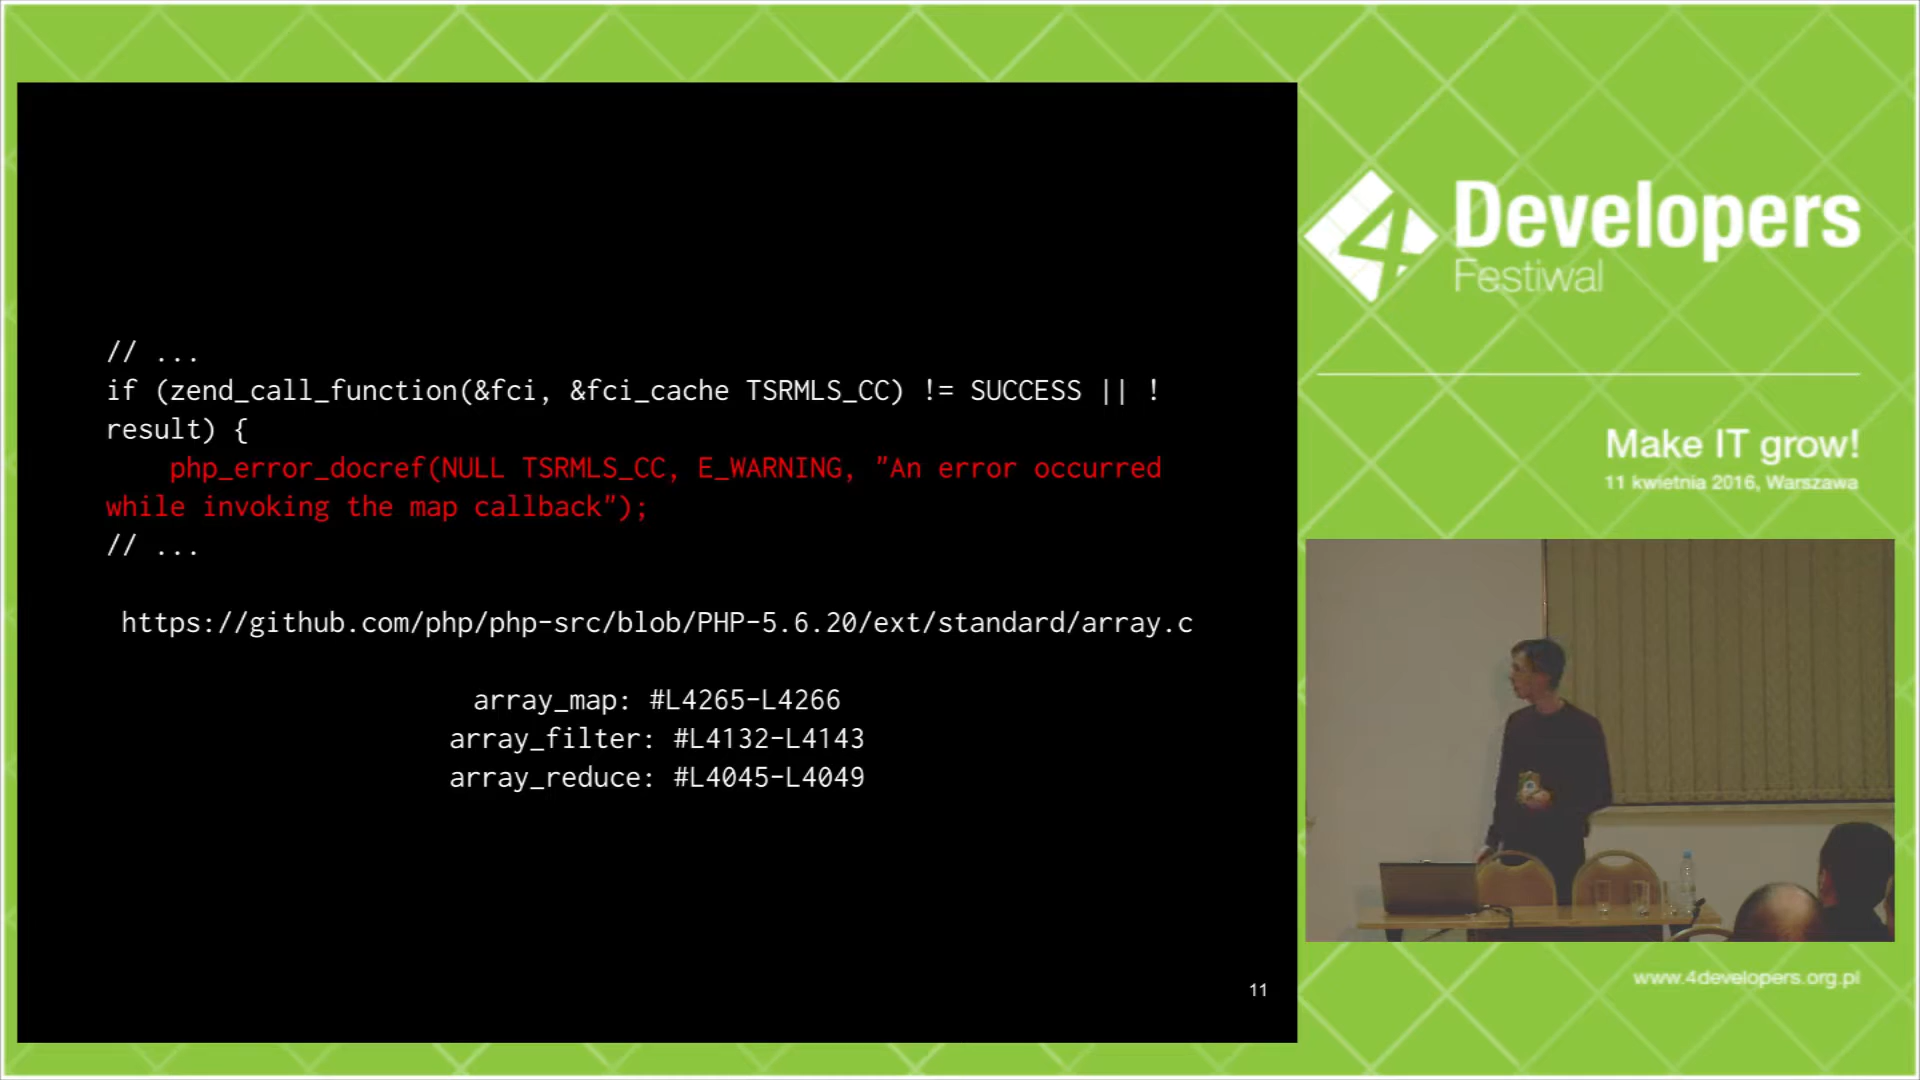 // ...
if (zend_call_function(&fci, &fci_cache TSRMLS_CC) != SUCCESS || !
result) {
    php_error_docref(NULL TSRMLS_CC, E_WARNING, "An error occurred
while invoking the map callback");
// ...
https://github.com/php/php-src/blob/PHP-5.6.20/ext/standard/array.c
array_map: #L4265-L4266
array_filter: #L4132-L4143
array_reduce: #L4045-L4049
11
4Developers
Festiwal
Make IT grow!
11 kwietnia 2016, Warszawa
www.4developers.org.pl